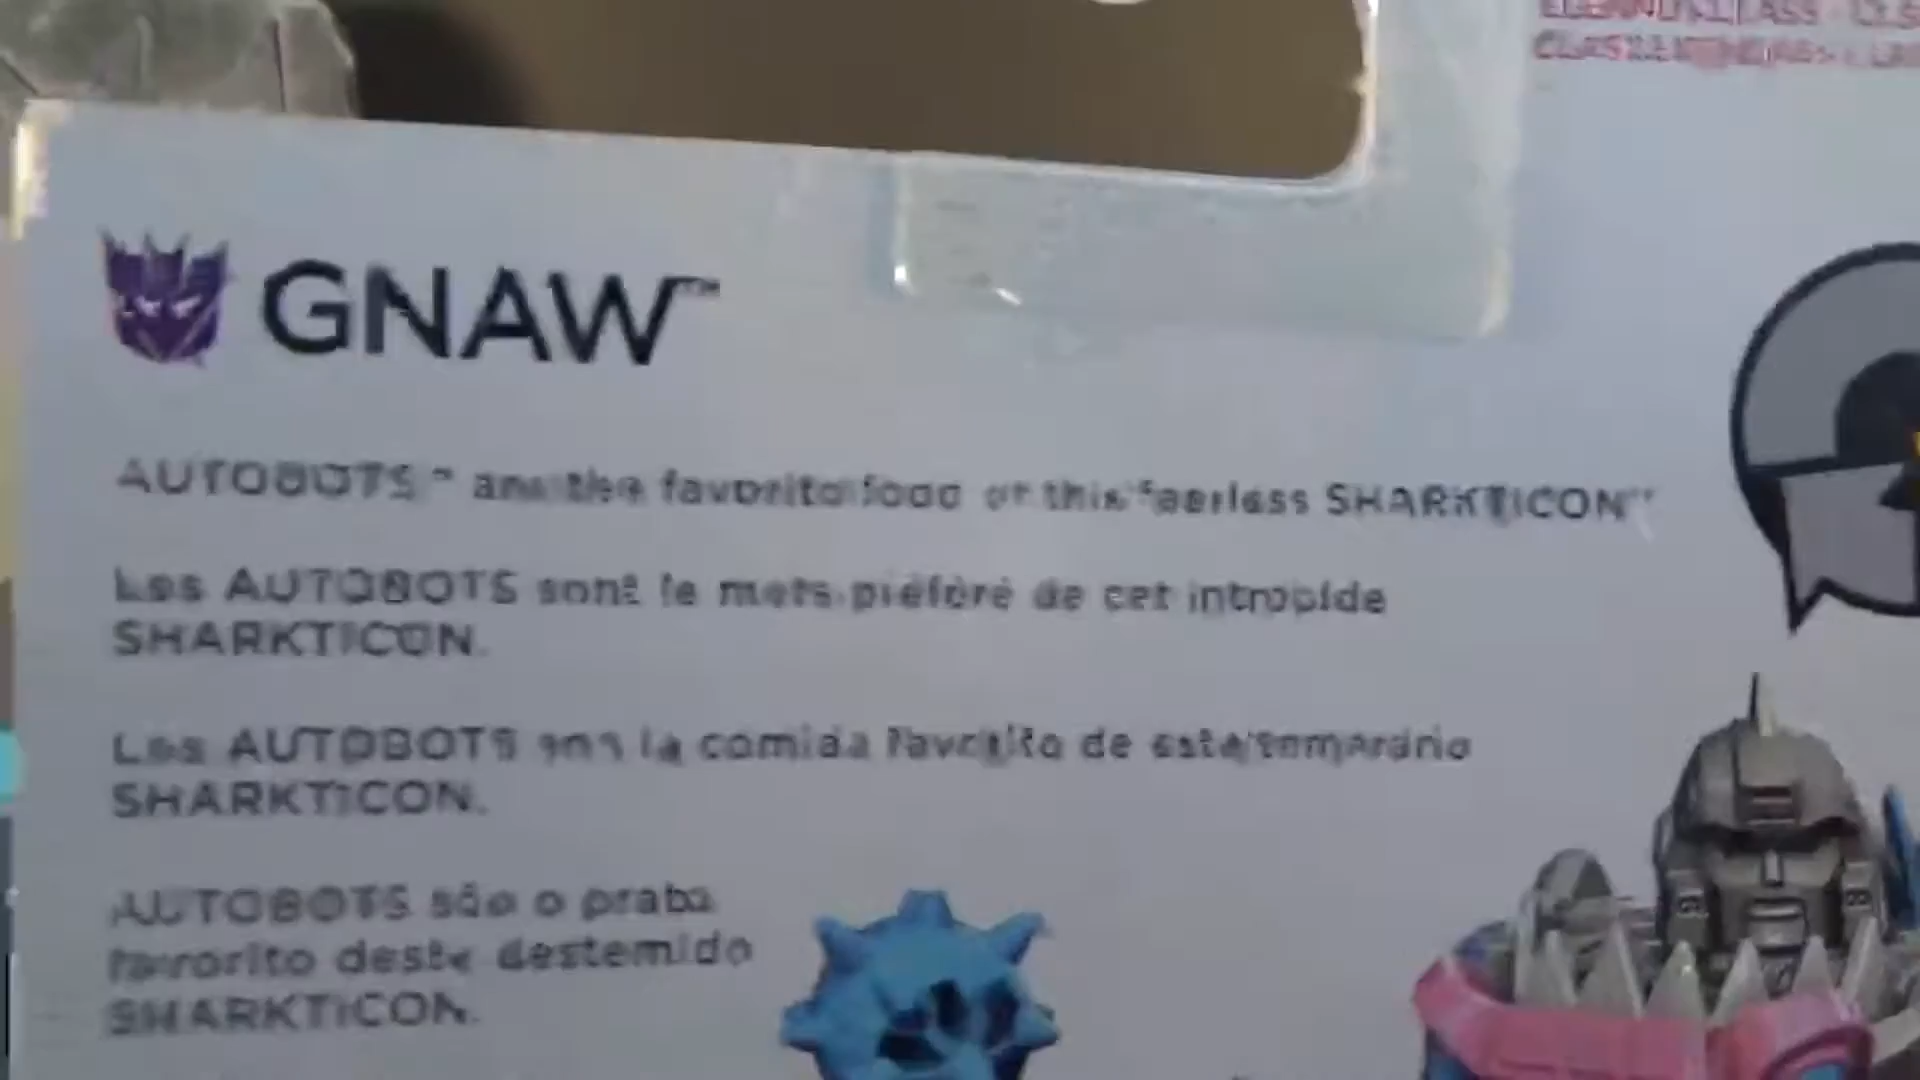 GNAW™
AUTOBOTS™ are the favorite food of this fearless SHARKTICON™
Les AUTOBOTS sont le mets préféré de cet intrépide
SHARKTICON.
Los AUTOBOTS son la comida favorita de este temerario
SHARKTICON.
AUTOBOTS são o prato
favorito deste destemido
SHARKTICON.